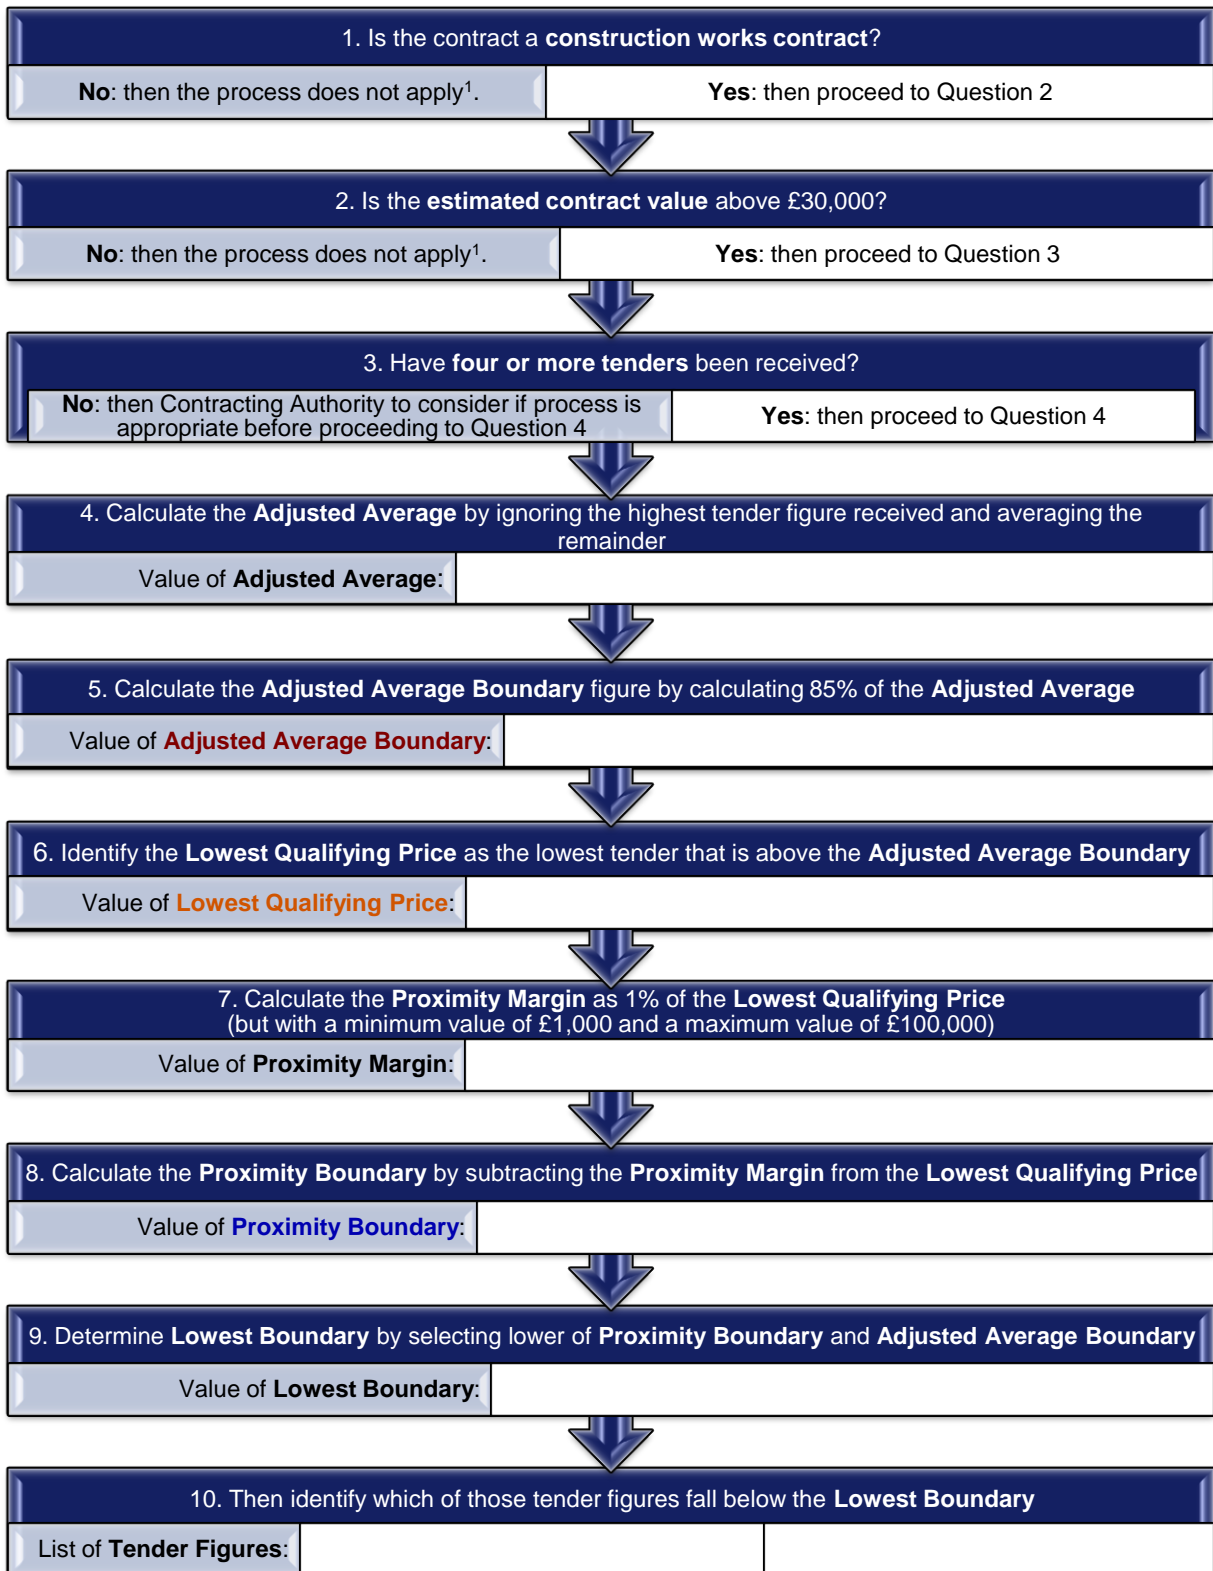 1. Is the contract a construction works contract?
No: then the process does not apply¹.
Yes: then proceed to Question 2
2. Is the estimated contract value above £30,000?
No: then the process does not apply¹.
Yes: then proceed to Question 3
3. Have four or more tenders been received?
No: then Contracting Authority to consider if process is
appropriate before proceeding to Question 4
Yes: then proceed to Question 4
4. Calculate the Adjusted Average by ignoring the highest tender figure received and averaging the
remainder
Value of Adjusted Average:
5. Calculate the Adjusted Average Boundary figure by calculating 85% of the Adjusted Average
Value of Adjusted Average Boundary:
6. Identify the Lowest Qualifying Price as the lowest tender that is above the Adjusted Average Boundary
Value of Lowest Qualifying Price:
7. Calculate the Proximity Margin as 1% of the Lowest Qualifying Price
(but with a minimum value of £1,000 and a maximum value of £100,000)
Value of Proximity Margin:
8. Calculate the Proximity Boundary by subtracting the Proximity Margin from the Lowest Qualifying Price
Value of Proximity Boundary:
9. Determine Lowest Boundary by selecting lower of Proximity Boundary and Adjusted Average Boundary
Value of Lowest Boundary:
10. Then identify which of those tender figures fall below the Lowest Boundary
List of Tender Figures: